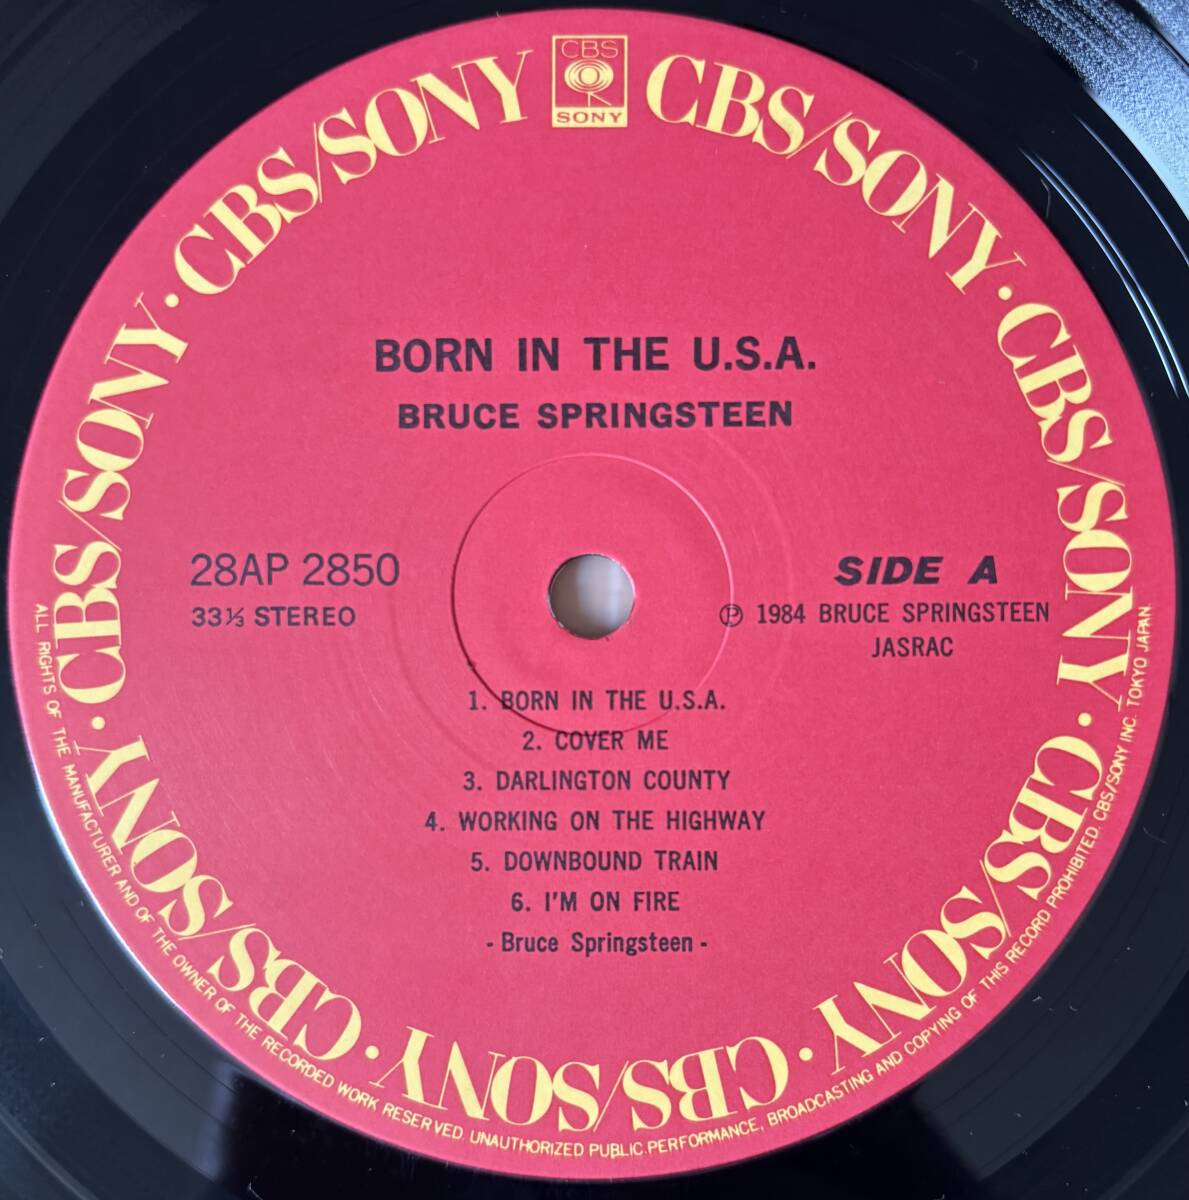 CBS
SONY
CBS/SONY · CBS/SONY · CBS/SONY · CBS/SONY · CBS/SONY · CBS/SONY · CBS/SONY · CBS/SONY
BORN IN THE U.S.A.
BRUCE SPRINGSTEEN
28AP 2850
33⅓ STEREO
SIDE A
Ⓟ 1984 BRUCE SPRINGSTEEN
JASRAC
1. BORN IN THE U.S.A.
2. COVER ME
3. DARLINGTON COUNTY
4. WORKING ON THE HIGHWAY
5. DOWNBOUND TRAIN
6. I'M ON FIRE
- Bruce Springsteen -
ALL RIGHTS OF THE MANUFACTURER AND OF THE OWNER OF THE RECORDED WORK RESERVED. UNAUTHORIZED PUBLIC.PERFORMANCE, BROADCASTING AND COPYING OF THIS RECORD PROHIBITED. CBS/SONY INC. TOKYO JAPAN.